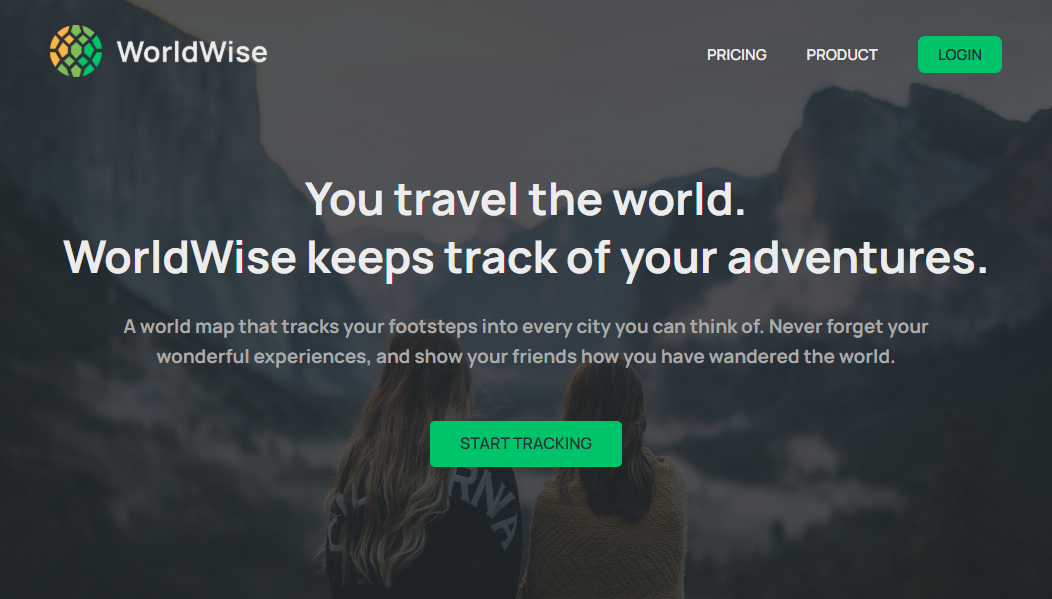 WorldWise
PRICING
PRODUCT
LOGIN
You travel the world.
WorldWise keeps track of your adventures.
A world map that tracks your footsteps into every city you can think of. Never forget your
wonderful experiences, and show your friends how you have wandered the world.
START TRACKING
RNIA